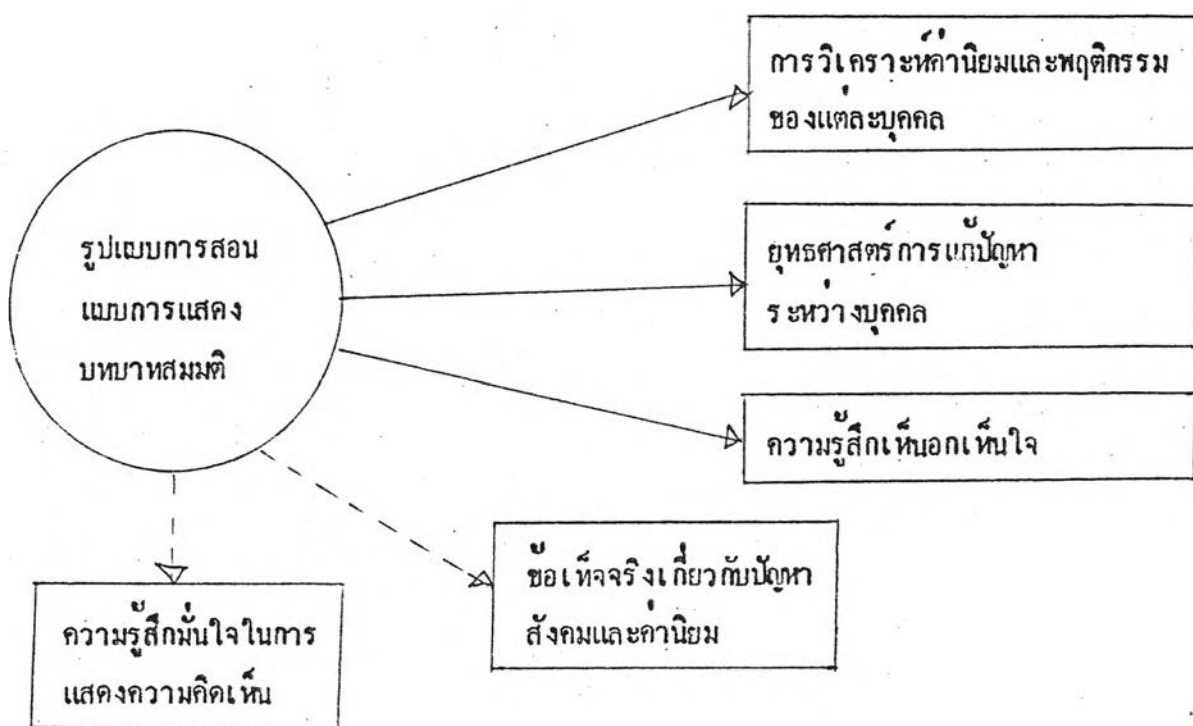 การวิเคราะห์ค่านิยมและพฤติกรรม
ของแต่ละบุคคล
รูปแบบการสอน
แบบการแสดง
บทบาทสมมติ
ยุทธศาสตร์การแก้ปัญหา
ระหว่างบุคคล
ความรู้สึกเห็นอกเห็นใจ
ข้อเท็จจริงเกี่ยวกับปัญหา
สังคมและค่านิยม
ความรู้สึกมั่นใจในการ
แสดงความคิดเห็น